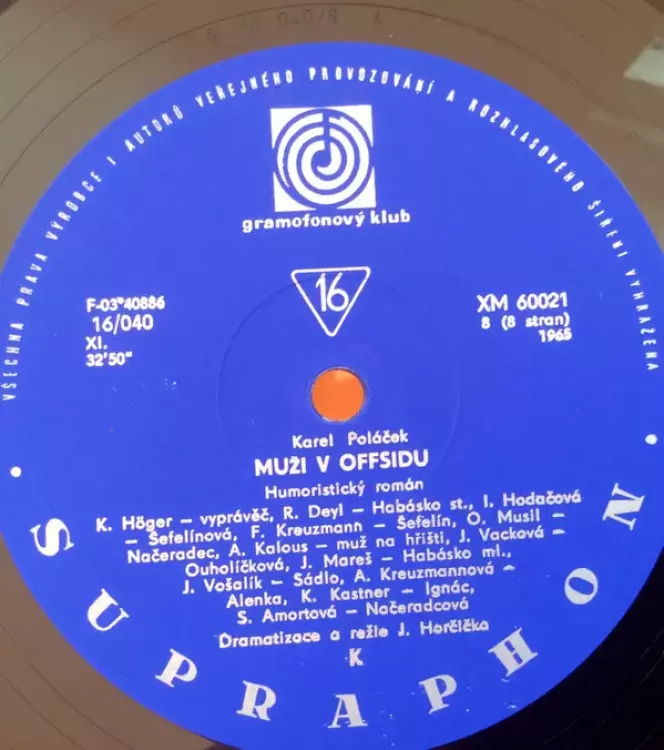 VŠECHNA PRÁVA VÝROBCE I AUTORŮ VEŘEJNÉHO PROVOZOVÁNÍ A ROZHLASOVÉHO ŠÍŘENÍ VYHRAZENA
gramofonový klub
16
F-03*40886
16/040
XI.
32'50"
XM 60021
8 (8 stran)
1965
Karel Poláček
MUŽI V OFFSIDU
Humoristický román
K. Höger – vyprávěč, R. Deyl – Habásko st., I. Hodačová
– Šefelínová, F. Kreuzmann – Šefelín, O. Musil –
Načeradec, A. Kalous – muž na hřišti, J. Vacková –
Ouholíčková, J. Mareš – Habásko ml.,
J. Vošalík – Sádlo, A. Kreuzmannová –
Alenka, K. Kastner – Ignác,
S. Amortová – Načeradcová
Dramatizace a režie J. Horčička
K
SUPRAPHON